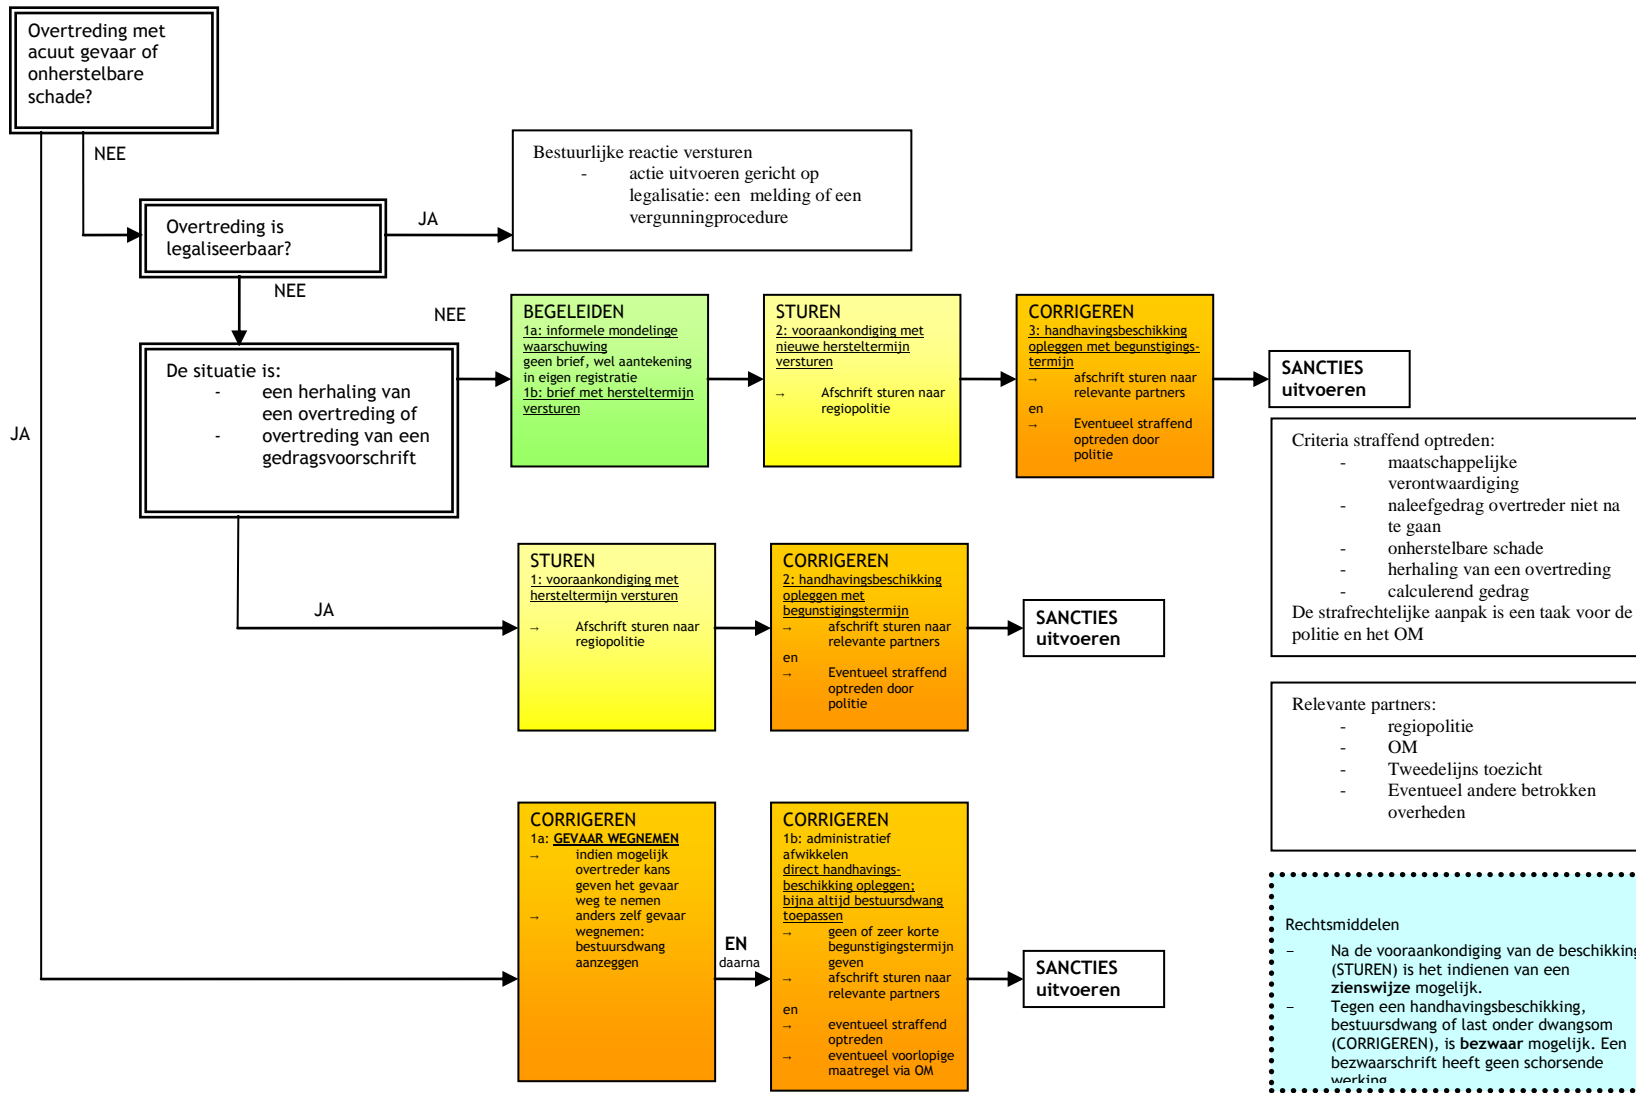 Overtreding met
acuut gevaar of
onherstelbare
schade?
NEE
Bestuurlijke reactie versturen
- actie uitvoeren gericht op
legalisatie: een melding of een
vergunningprocedure
Overtreding is
legaliseerbaar?
JA
NEE
NEE
De situatie is:
- een herhaling van
een overtreding of
- overtreding van een
gedragsvoorschrift
JA
BEGELEIDEN
1a: informele mondelinge
waarschuwing
geen brief, wel aantekening
in eigen registratie
1b: brief met hersteltermijn
versturen
STUREN
2: vooraankondiging met
nieuwe hersteltermijn
versturen
→ Afschrift sturen naar
regiopolitie
CORRIGEREN
3: handhavingsbeschikking
opleggen met begunstigings-
termijn
→ afschrift sturen naar
relevante partners
en
→ Eventueel straffend
optreden door
politie
SANCTIES
uitvoeren
Criteria straffend optreden:
- maatschappelijke
verontwaardiging
- naleefgedrag overtreder niet na
te gaan
- onherstelbare schade
- herhaling van een overtreding
- calculerend gedrag
De strafrechtelijke aanpak is een taak voor de
politie en het OM
JA
STUREN
1: vooraankondiging met
hersteltermijn versturen
→ Afschrift sturen naar
regiopolitie
CORRIGEREN
2: handhavingsbeschikking
opleggen met
begunstigingstermijn
→ afschrift sturen naar
relevante partners
en
→ Eventueel straffend
optreden door
politie
SANCTIES
uitvoeren
Relevante partners:
- regiopolitie
- OM
- Tweedelijns toezicht
- Eventueel andere betrokken
overheden
CORRIGEREN
1a: GEVAAR WEGNEMEN
→ indien mogelijk
overtreder kans
geven het gevaar
weg te nemen
→ anders zelf gevaar
wegnemen:
bestuursdwang
aanzeggen
EN
daarna
CORRIGEREN
1b: administratief
afwikkelen
direct handhavings-
beschikking opleggen;
bijna altijd bestuursdwang
toepassen
→ geen of zeer korte
begunstigingstermijn
geven
→ afschrift sturen naar
relevante partners
en
→ eventueel straffend
optreden
→ eventueel voorlopige
maatregel via OM
SANCTIES
uitvoeren
Rechtsmiddelen
– Na de vooraankondiging van de beschikking
(STUREN) is het indienen van een
zienswijze mogelijk.
– Tegen een handhavingsbeschikking,
bestuursdwang of last onder dwangsom
(CORRIGEREN), is bezwaar mogelijk. Een
bezwaarschrift heeft geen schorsende
werking